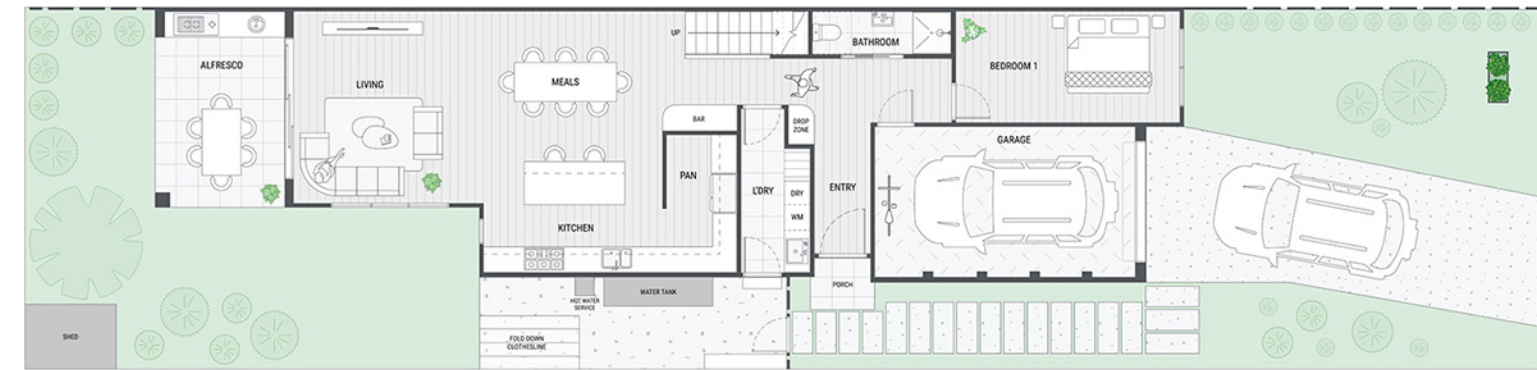 ALFRESCO
LIVING
MEALS
UP
BATHROOM
BEDROOM 1
BAR
DROP
ZONE
GARAGE
PAN
L'DRY
DRY
WM
ENTRY
KITCHEN
PORCH
HOT WATER
SERVICE
WATER TANK
SHED
FOLD DOWN
CLOTHESLINE